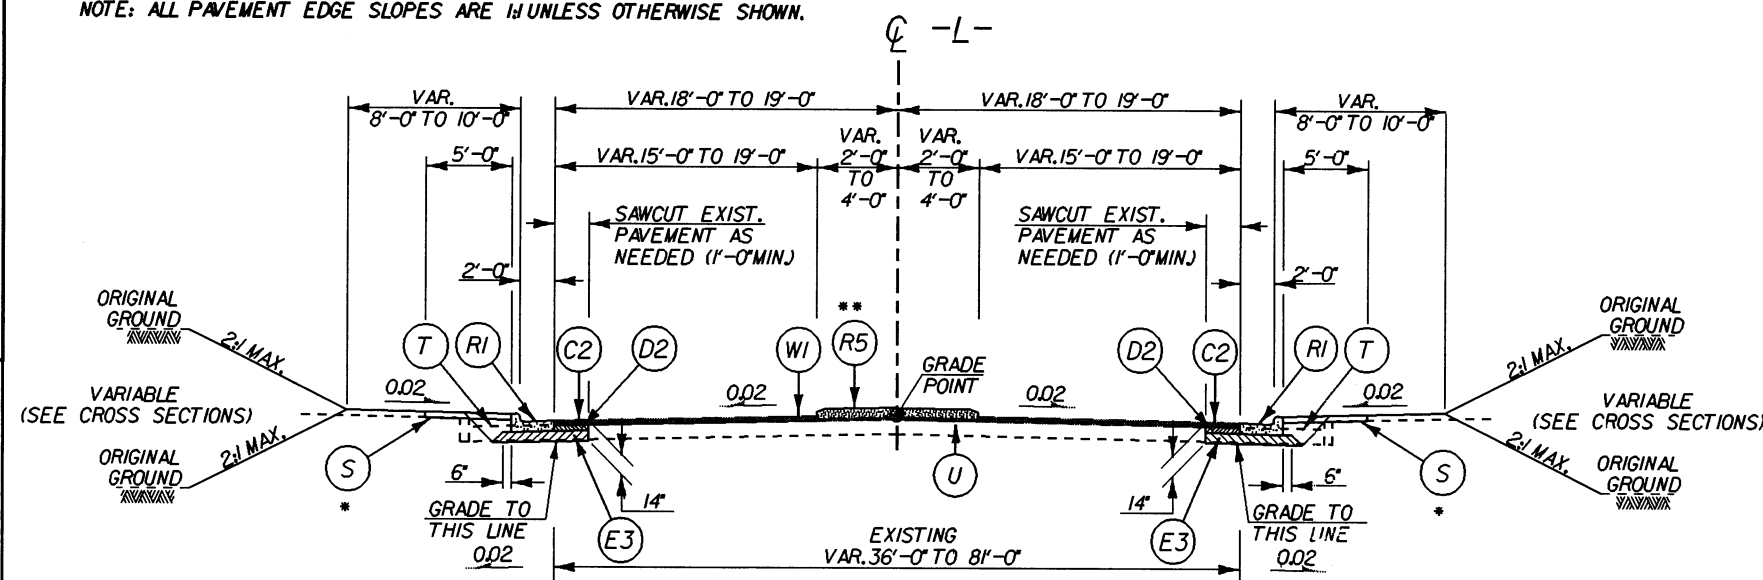 NOTE: ALL PAVEMENT EDGE SLOPES ARE 1:1 UNLESS OTHERWISE SHOWN.
℄ -L-
VAR.
8'-0" TO 10'-0"
VAR. 18'-0" TO 19'-0"
VAR. 18'-0" TO 19'-0"
VAR.
8'-0" TO 10'-0"
5'-0"
VAR. 15'-0" TO 19'-0"
VAR.
2'-0"
TO
4'-0"
VAR.
2'-0"
TO
4'-0"
VAR. 15'-0" TO 19'-0"
5'-0"
SAWCUT EXIST.
PAVEMENT AS
NEEDED (1'-0" MIN.)
SAWCUT EXIST.
PAVEMENT AS
NEEDED (1'-0" MIN.)
2'-0"
2'-0"
ORIGINAL
GROUND
2:1 MAX.
T
R1
C2
D2
W1
**
R5
GRADE
POINT
D2
C2
R1
T
2:1 MAX.
ORIGINAL
GROUND
0.02
0.02
0.02
0.02
VARIABLE
(SEE CROSS SECTIONS)
VARIABLE
(SEE CROSS SECTIONS)
2:1 MAX.
ORIGINAL
GROUND
S
*
6"
14"
U
14"
6"
S
*
2:1 MAX.
ORIGINAL
GROUND
GRADE TO
THIS LINE
0.02
E3
EXISTING
VAR. 36'-0" TO 81'-0"
E3
GRADE TO
THIS LINE
0.02